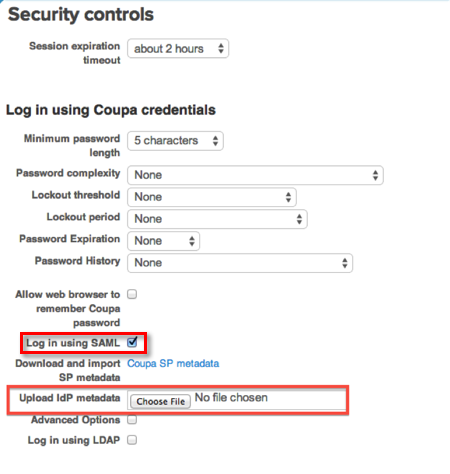 Security controls
Session expiration about 2 hours
timeout
Log in using Coupa credentials
Minimum password 5 characters
length
Password complexity None
Lockout threshold None
Lockout period None
Password Expiration None
Password History None
Allow web browser to
remember Coupa
password
Log in using SAML
Download and import Coupa SP metadata
SP metadata
Upload IdP metadata Choose File No file chosen
Advanced Options
Log in using LDAP